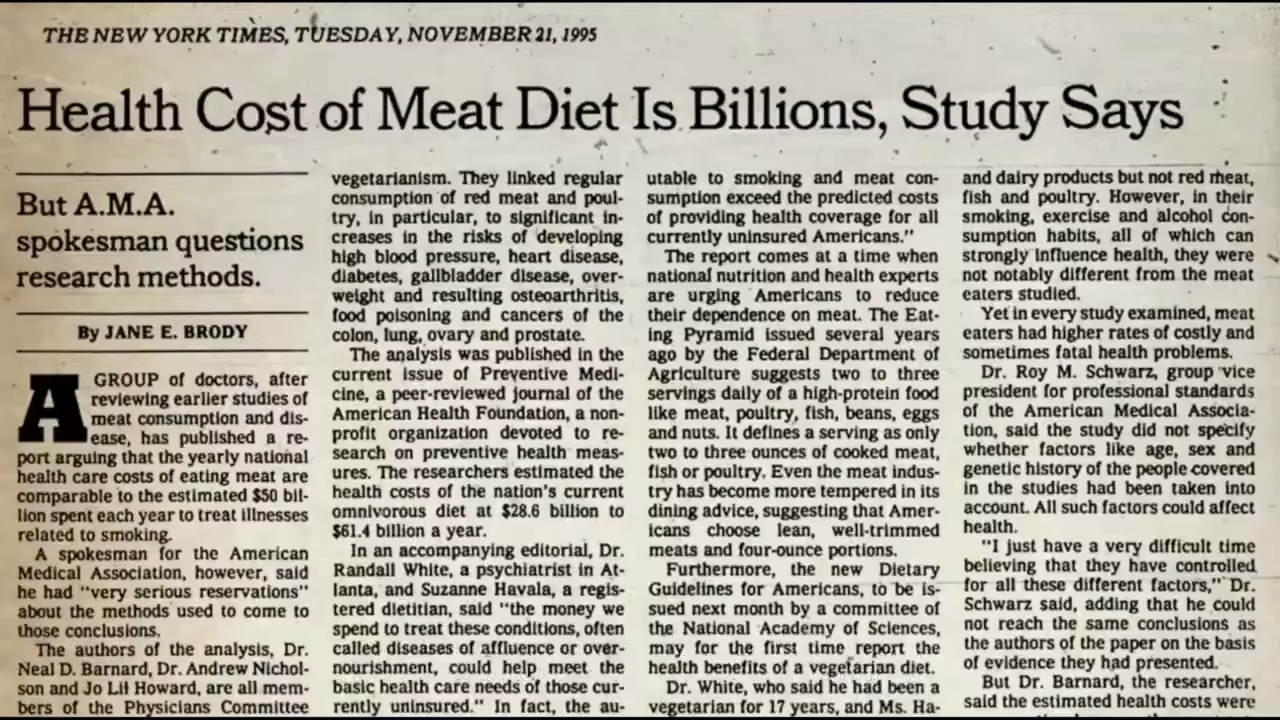 THE NEW YORK TIMES, TUESDAY, NOVEMBER 21, 1995
Health Cost of Meat Diet Is Billions, Study Says
But A.M.A.
spokesman questions
research methods.
By JANE E. BRODY
A GROUP of doctors, after
reviewing earlier studies of
meat consumption and dis-
ease, has published a re-
port arguing that the yearly national
health care costs of eating meat are
comparable to the estimated $50 bil-
lion spent each year to treat illnesses
related to smoking.
A spokesman for the American
Medical Association, however, said
he had "very serious reservations"
about the methods used to come to
those conclusions.
The authors of the analysis, Dr.
Neal D. Barnard, Dr. Andrew Nichol-
son and Jo Lil Howard, are all mem-
bers of the Physicians Committee
vegetarianism. They linked regular
consumption of red meat and poul-
try, in particular, to significant in-
creases in the risks of developing
high blood pressure, heart disease,
diabetes, gallbladder disease, over-
weight and resulting osteoarthritis,
food poisoning and cancers of the
colon, lung, ovary and prostate.
The analysis was published in the
current issue of Preventive Medi-
cine, a peer-reviewed journal of the
American Health Foundation, a non-
profit organization devoted to re-
search on preventive health meas-
ures. The researchers estimated the
health costs of the nation's current
omnivorous diet at $28.6 billion to
$61.4 billion a year.
In an accompanying editorial, Dr.
Randall White, a psychiatrist in At-
lanta, and Suzanne Havala, a regis-
tered dietitian, said "the money we
spend to treat these conditions, often
called diseases of affluence or over-
nourishment, could help meet the
basic health care needs of those cur-
rently uninsured." In fact, the au-
utable to smoking and meat con-
sumption exceed the predicted costs
of providing health coverage for all
currently uninsured Americans."
The report comes at a time when
national nutrition and health experts
are urging Americans to reduce
their dependence on meat. The Eat-
ing Pyramid issued several years
ago by the Federal Department of
Agriculture suggests two to three
servings daily of a high-protein food
like meat, poultry, fish, beans, eggs
and nuts. It defines a serving as only
two to three ounces of cooked meat,
fish or poultry. Even the meat indus-
try has become more tempered in its
dining advice, suggesting that Amer-
icans choose lean, well-trimmed
meats and four-ounce portions.
Furthermore, the new Dietary
Guidelines for Americans, to be is-
sued next month by a committee of
the National Academy of Sciences,
may for the first time report the
health benefits of a vegetarian diet.
Dr. White, who said he had been a
vegetarian for 17 years, and Ms. Ha-
and dairy products but not red meat,
fish and poultry. However, in their
smoking, exercise and alcohol con-
sumption habits, all of which can
strongly influence health, they were
not notably different from the meat
eaters studied.
Yet in every study examined, meat
eaters had higher rates of costly and
sometimes fatal health problems.
Dr. Roy M. Schwarz, group vice
president for professional standards
of the American Medical Associa-
tion, said the study did not specify
whether factors like age, sex and
genetic history of the people covered
in the studies had been taken into
account. All such factors could affect
health.
"I just have a very difficult time
believing that they have controlled
for all these different factors," Dr.
Schwarz said, adding that he could
not reach the same conclusions as
the authors of the paper on the basis
of evidence they had presented.
But Dr. Barnard, the researcher,
said the estimated health costs were